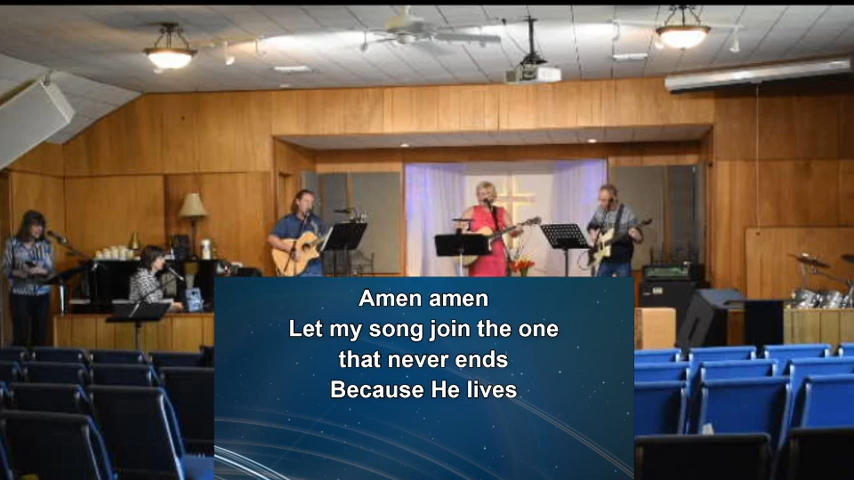 Amen amen
Let my song join the one
that never ends
Because He lives